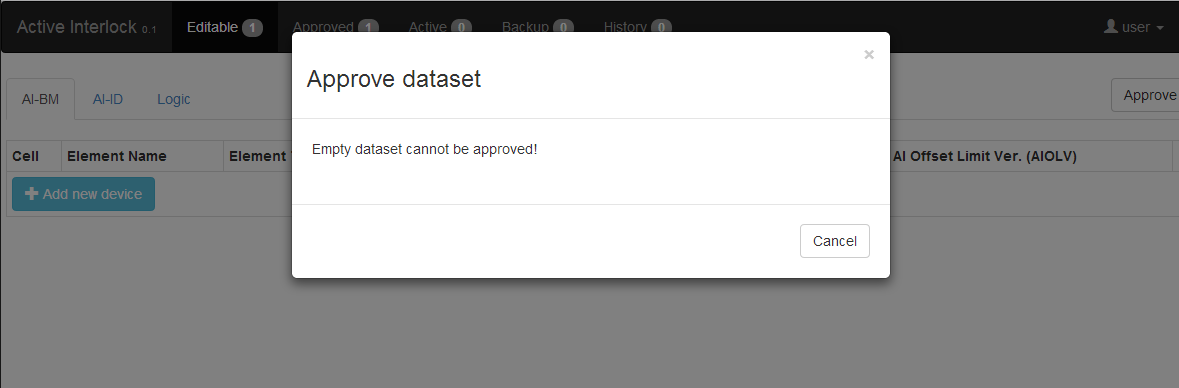 Active Interlock 0.1 Editable 1 Approved 1 Active 0 Backup 0 History 0 user
×
Approve dataset
AI-BM AI-ID Logic Approve
Empty dataset cannot be approved!
Cell Element Name Element AI Offset Limit Ver. (AIOLV)
Add new device
Cancel